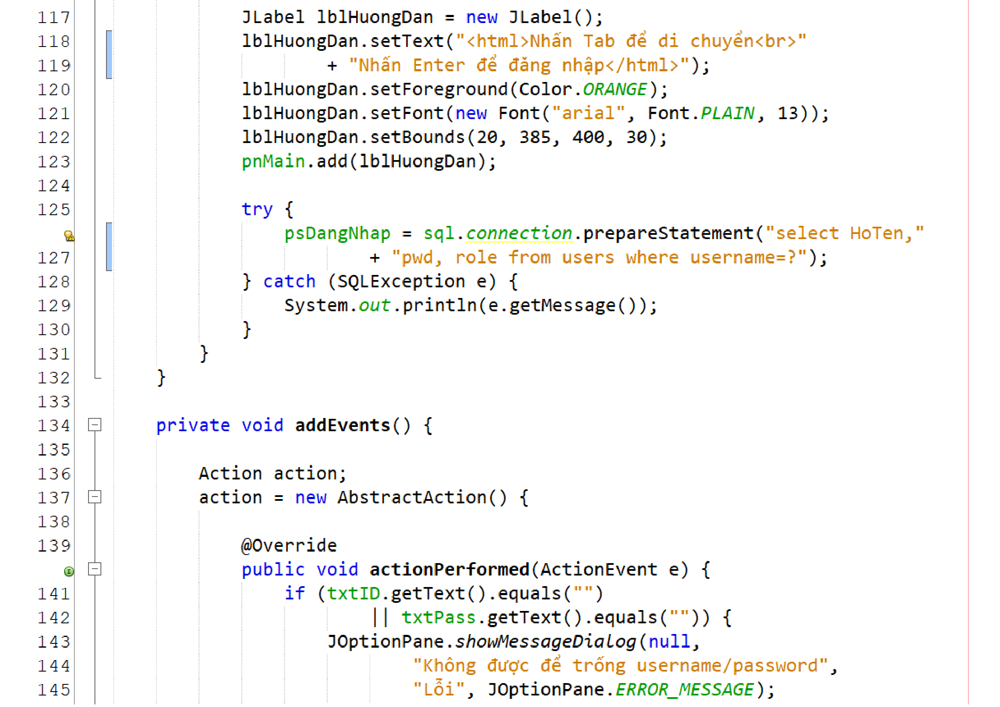 117 JLabel lblHuongDan = new JLabel();
118 lblHuongDan.setText("<html>Nhấn Tab để di chuyển<br>"
119 + "Nhấn Enter để đăng nhập</html>");
120 lblHuongDan.setForeground(Color.ORANGE);
121 lblHuongDan.setFont(new Font("arial", Font.PLAIN, 13));
122 lblHuongDan.setBounds(20, 385, 400, 30);
123 pnMain.add(lblHuongDan);
124
125 try {
psDangNhap = sql.connection.prepareStatement("select HoTen,"
127 + "pwd, role from users where username=?");
128 } catch (SQLException e) {
129 System.out.println(e.getMessage());
130 }
131 }
132 }
133
134 private void addEvents() {
135
136 Action action;
137 action = new AbstractAction() {
138
139 @Override
public void actionPerformed(ActionEvent e) {
141 if (txtID.getText().equals("")
142 || txtPass.getText().equals("")) {
143 JOptionPane.showMessageDialog(null,
144 "Không được để trống username/password",
145 "Lỗi", JOptionPane.ERROR_MESSAGE);